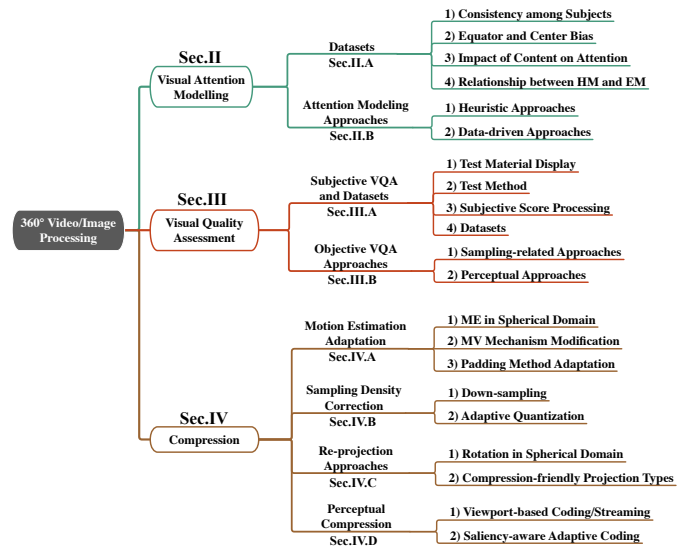 360° Video/Image
Processing
Sec.II
Visual Attention
Modelling
Datasets
Sec.II.A
1) Consistency among Subjects
2) Equator and Center Bias
3) Impact of Content on Attention
4) Relationship between HM and EM
Attention Modeling
Approaches
Sec.II.B
1) Heuristic Approaches
2) Data-driven Approaches
Sec.III
Visual Quality
Assessment
Subjective VQA
and Datasets
Sec.III.A
1) Test Material Display
2) Test Method
3) Subjective Score Processing
4) Datasets
Objective VQA
Approaches
Sec.III.B
1) Sampling-related Approaches
2) Perceptual Approaches
Sec.IV
Compression
Motion Estimation
Adaptation
Sec.IV.A
1) ME in Spherical Domain
2) MV Mechanism Modification
3) Padding Method Adaptation
Sampling Density
Correction
Sec.IV.B
1) Down-sampling
2) Adaptive Quantization
Re-projection
Approaches
Sec.IV.C
1) Rotation in Spherical Domain
2) Compression-friendly Projection Types
Perceptual
Compression
Sec.IV.D
1) Viewport-based Coding/Streaming
2) Saliency-aware Adaptive Coding